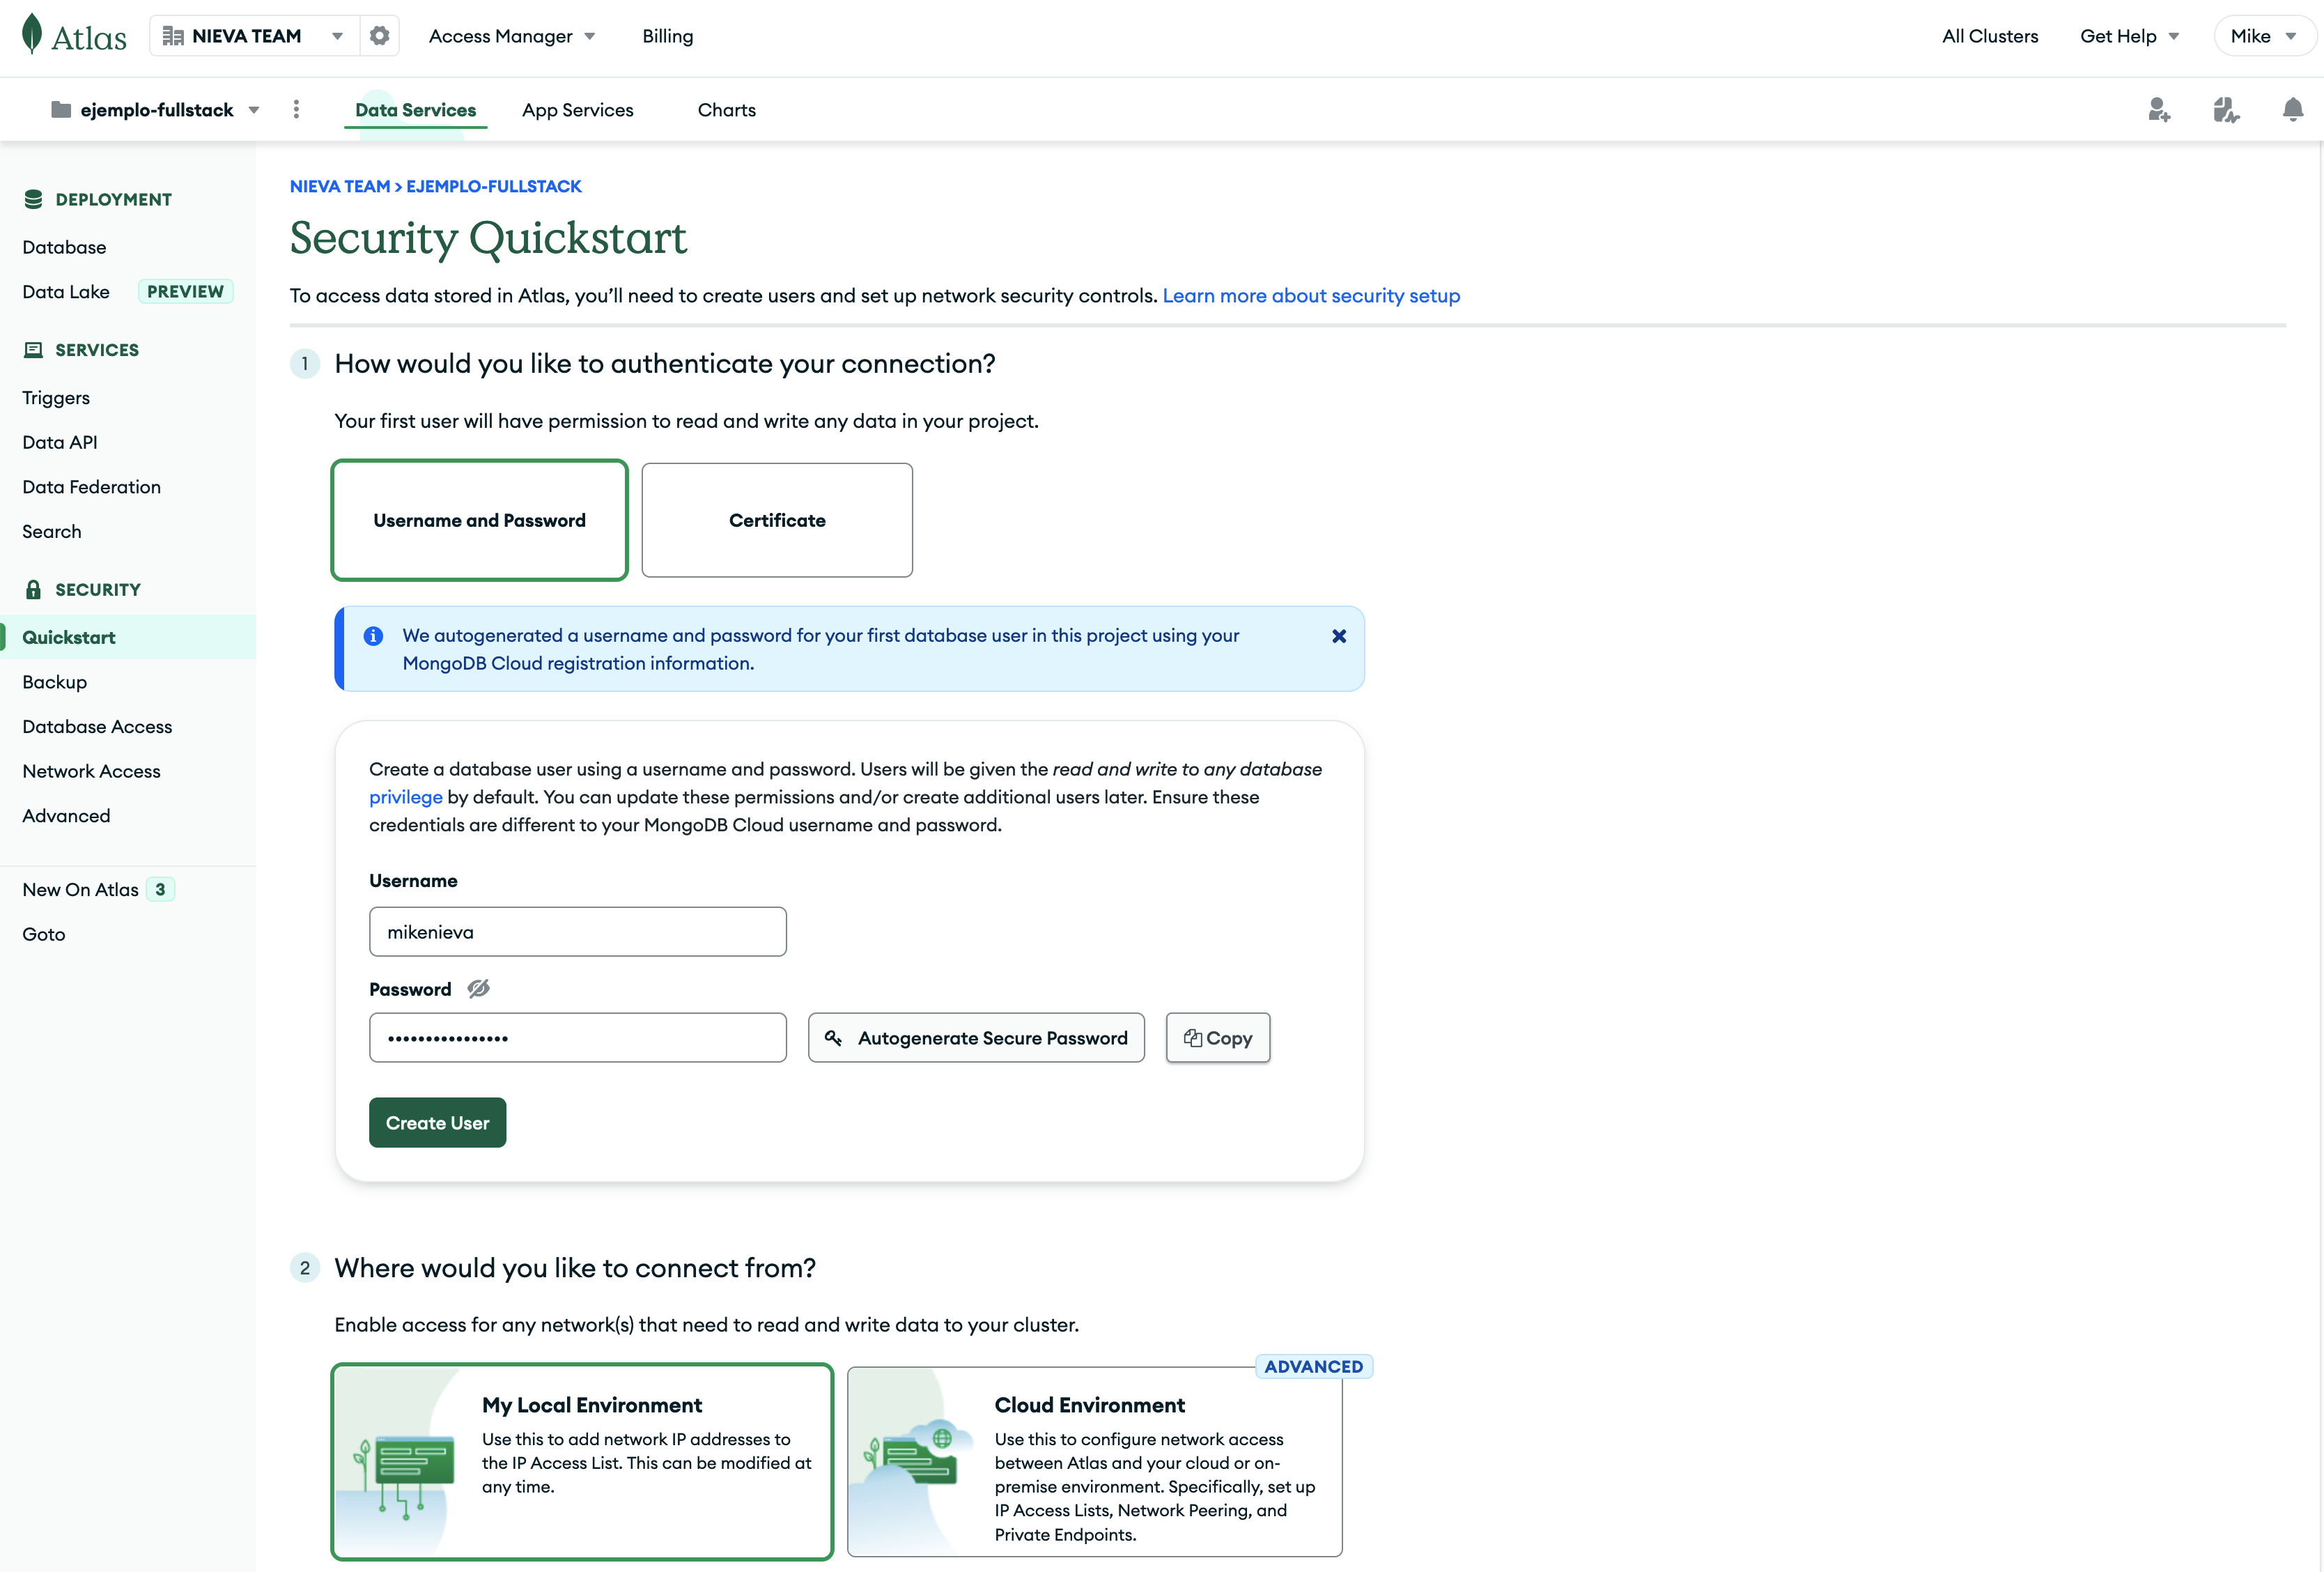 Atlas
NIEVA TEAM
Access Manager
Billing
All Clusters
Get Help
Mike
ejemplo-fullstack
Data Services
App Services
Charts
DEPLOYMENT
Database
Data Lake PREVIEW
SERVICES
Triggers
Data API
Data Federation
Search
SECURITY
Quickstart
Backup
Database Access
Network Access
Advanced
New On Atlas 3
Goto
NIEVA TEAM > EJEMPLO-FULLSTACK
Security Quickstart
To access data stored in Atlas, you’ll need to create users and set up network security controls. Learn more about security setup
1 How would you like to authenticate your connection?
Your first user will have permission to read and write any data in your project.
Username and Password
Certificate
We autogenerated a username and password for your first database user in this project using your
MongoDB Cloud registration information.
Create a database user using a username and password. Users will be given the read and write to any database
privilege by default. You can update these permissions and/or create additional users later. Ensure these
credentials are different to your MongoDB Cloud username and password.
Username
mikenieva
Password
••••••••••••••••
Autogenerate Secure Password
Copy
Create User
2 Where would you like to connect from?
Enable access for any network(s) that need to read and write data to your cluster.
My Local Environment
Use this to add network IP addresses to
the IP Access List. This can be modified at
any time.
ADVANCED
Cloud Environment
Use this to configure network access
between Atlas and your cloud or on-
premise environment. Specifically, set up
IP Access Lists, Network Peering, and
Private Endpoints.